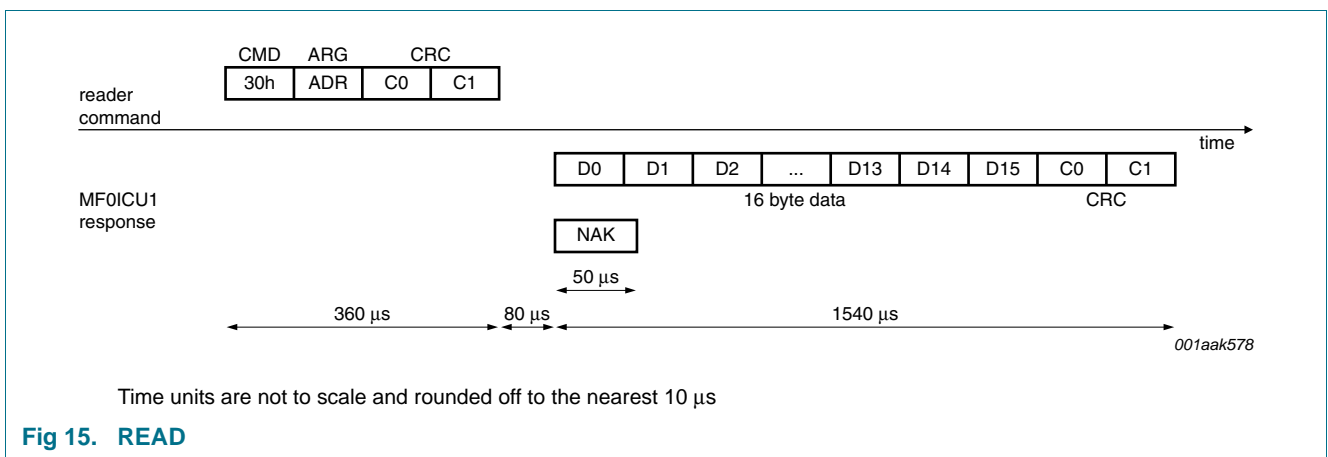 CMD ARG CRC
30h ADR C0 C1
reader
command
time
D0 D1 D2 ... D13 D14 D15 C0 C1
MF0ICU1
response
16 byte data CRC
NAK
50 μs
360 μs 80 μs 1540 μs
001aak578
Time units are not to scale and rounded off to the nearest 10 μs
Fig 15. READ